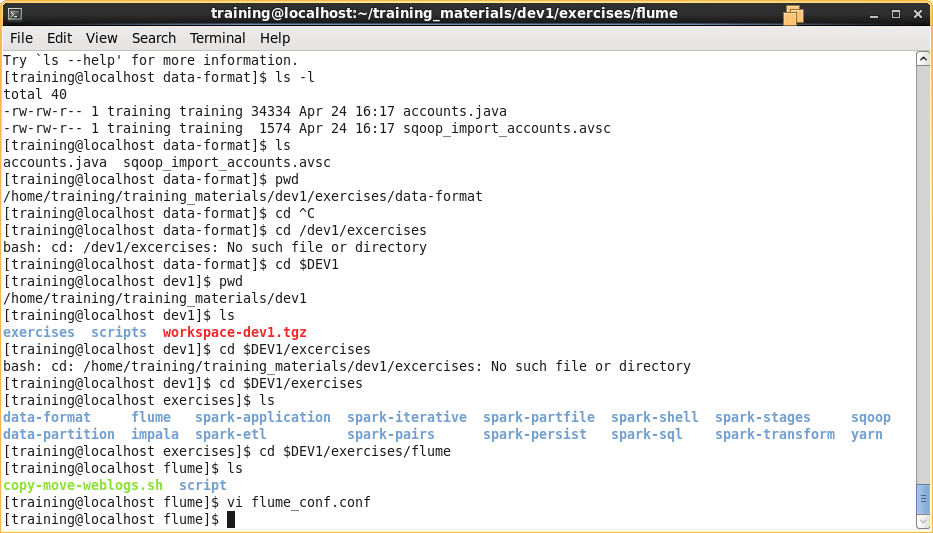 training@localhost:~/training_materials/dev1/exercises/flume
File Edit View Search Terminal Help
Try `ls --help' for more information.
[training@localhost data-format]$ ls -l
total 40
-rw-rw-r-- 1 training training 34334 Apr 24 16:17 accounts.java
-rw-rw-r-- 1 training training  1574 Apr 24 16:17 sqoop_import_accounts.avsc
[training@localhost data-format]$ ls
accounts.java  sqoop_import_accounts.avsc
[training@localhost data-format]$ pwd
/home/training/training_materials/dev1/exercises/data-format
[training@localhost data-format]$ cd ^C
[training@localhost data-format]$ cd /dev1/excercises
bash: cd: /dev1/excercises: No such file or directory
[training@localhost data-format]$ cd $DEV1
[training@localhost dev1]$ pwd
/home/training/training_materials/dev1
[training@localhost dev1]$ ls
exercises  scripts  workspace-dev1.tgz
[training@localhost dev1]$ cd $DEV1/excercises
bash: cd: /home/training/training_materials/dev1/excercises: No such file or directory
[training@localhost dev1]$ cd $DEV1/exercises
[training@localhost exercises]$ ls
data-format     flume   spark-application  spark-iterative  spark-partfile  spark-shell  spark-stages     sqoop
data-partition  impala  spark-etl          spark-pairs      spark-persist   spark-sql    spark-transform  yarn
[training@localhost exercises]$ cd $DEV1/exercises/flume
[training@localhost flume]$ ls
copy-move-weblogs.sh  script
[training@localhost flume]$ vi flume_conf.conf
[training@localhost flume]$